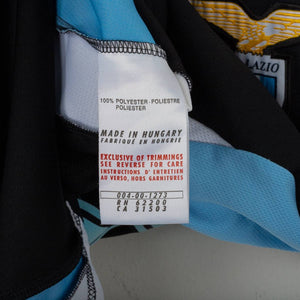 LAZIO
100% POLYESTER - POLIESTRE
POLYESTER
MADE IN HUNGARY
FABRIQUÉ EN HONGRIE
EXCLUSIVE OF TRIMMINGS
SEE REVERSE FOR CARE
INSTRUCTIONS D' ENTRETIEN
AU VERSO, HORS GARNITURES
004-00-1273
RN 62200
CA 31503